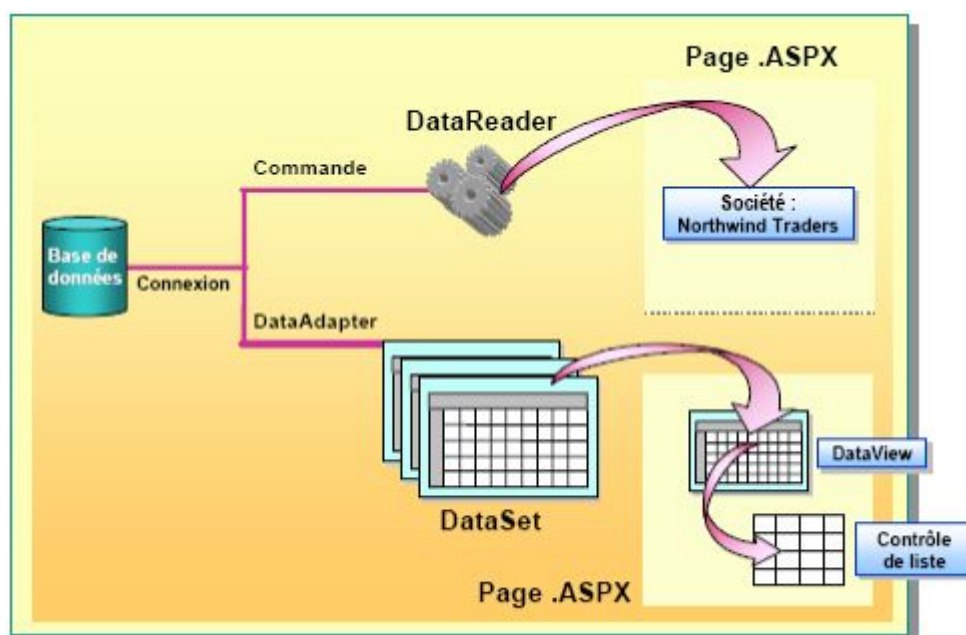 Page .ASPX
DataReader
Commande
Société :
Northwind Traders
Base de
données
Connexion
DataAdapter
DataView
DataSet
Contrôle
de liste
Page .ASPX